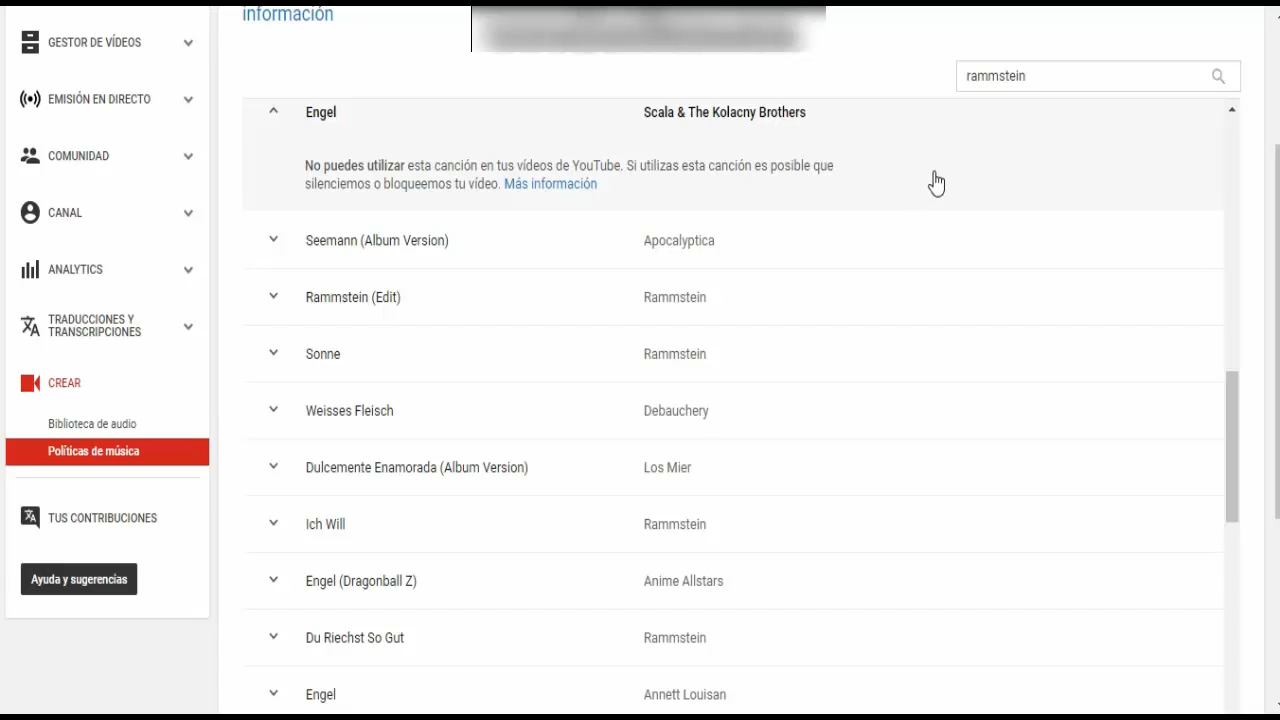 información
GESTOR DE VÍDEOS
EMISIÓN EN DIRECTO
COMUNIDAD
CANAL
ANALYTICS
TRADUCCIONES Y
TRANSCRIPCIONES
CREAR
Biblioteca de audio
Políticas de música
TUS CONTRIBUCIONES
Ayuda y sugerencias
rammstein
Engel Scala & The Kolacny Brothers
No puedes utilizar esta canción en tus vídeos de YouTube. Si utilizas esta canción es posible que
silenciemos o bloqueemos tu vídeo. Más información
Seemann (Album Version) Apocalyptica
Rammstein (Edit) Rammstein
Sonne Rammstein
Weisses Fleisch Debauchery
Dulcemente Enamorada (Album Version) Los Mier
Ich Will Rammstein
Engel (Dragonball Z) Anime Allstars
Du Riechst So Gut Rammstein
Engel Annett Louisan